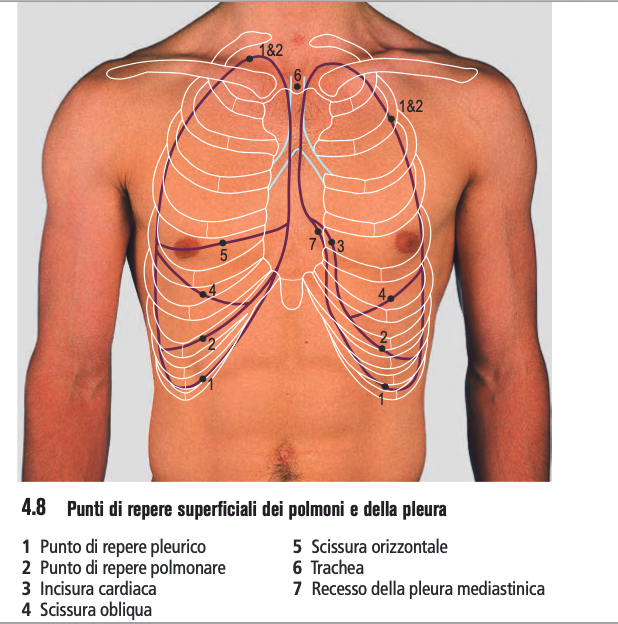 1&2
6
1&2
5
7
3
4
4
2
2
1
1
4.8 Punti di repere superficiali dei polmoni e della pleura
1 Punto di repere pleurico
2 Punto di repere polmonare
3 Incisura cardiaca
4 Scissura obliqua
5 Scissura orizzontale
6 Trachea
7 Recesso della pleura mediastinica